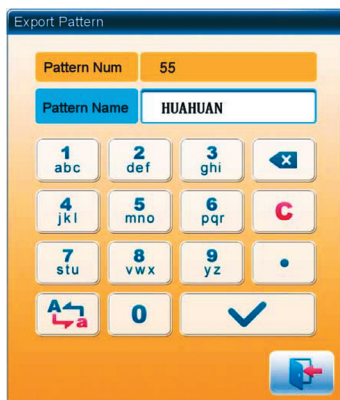 Export Pattern
Pattern Num 55
Pattern Name HUAHUAN
1 2 3
abc def ghi
4 5 6 C
jkl mno pqr
7 8 9 •
stu vwx yz
A a 0